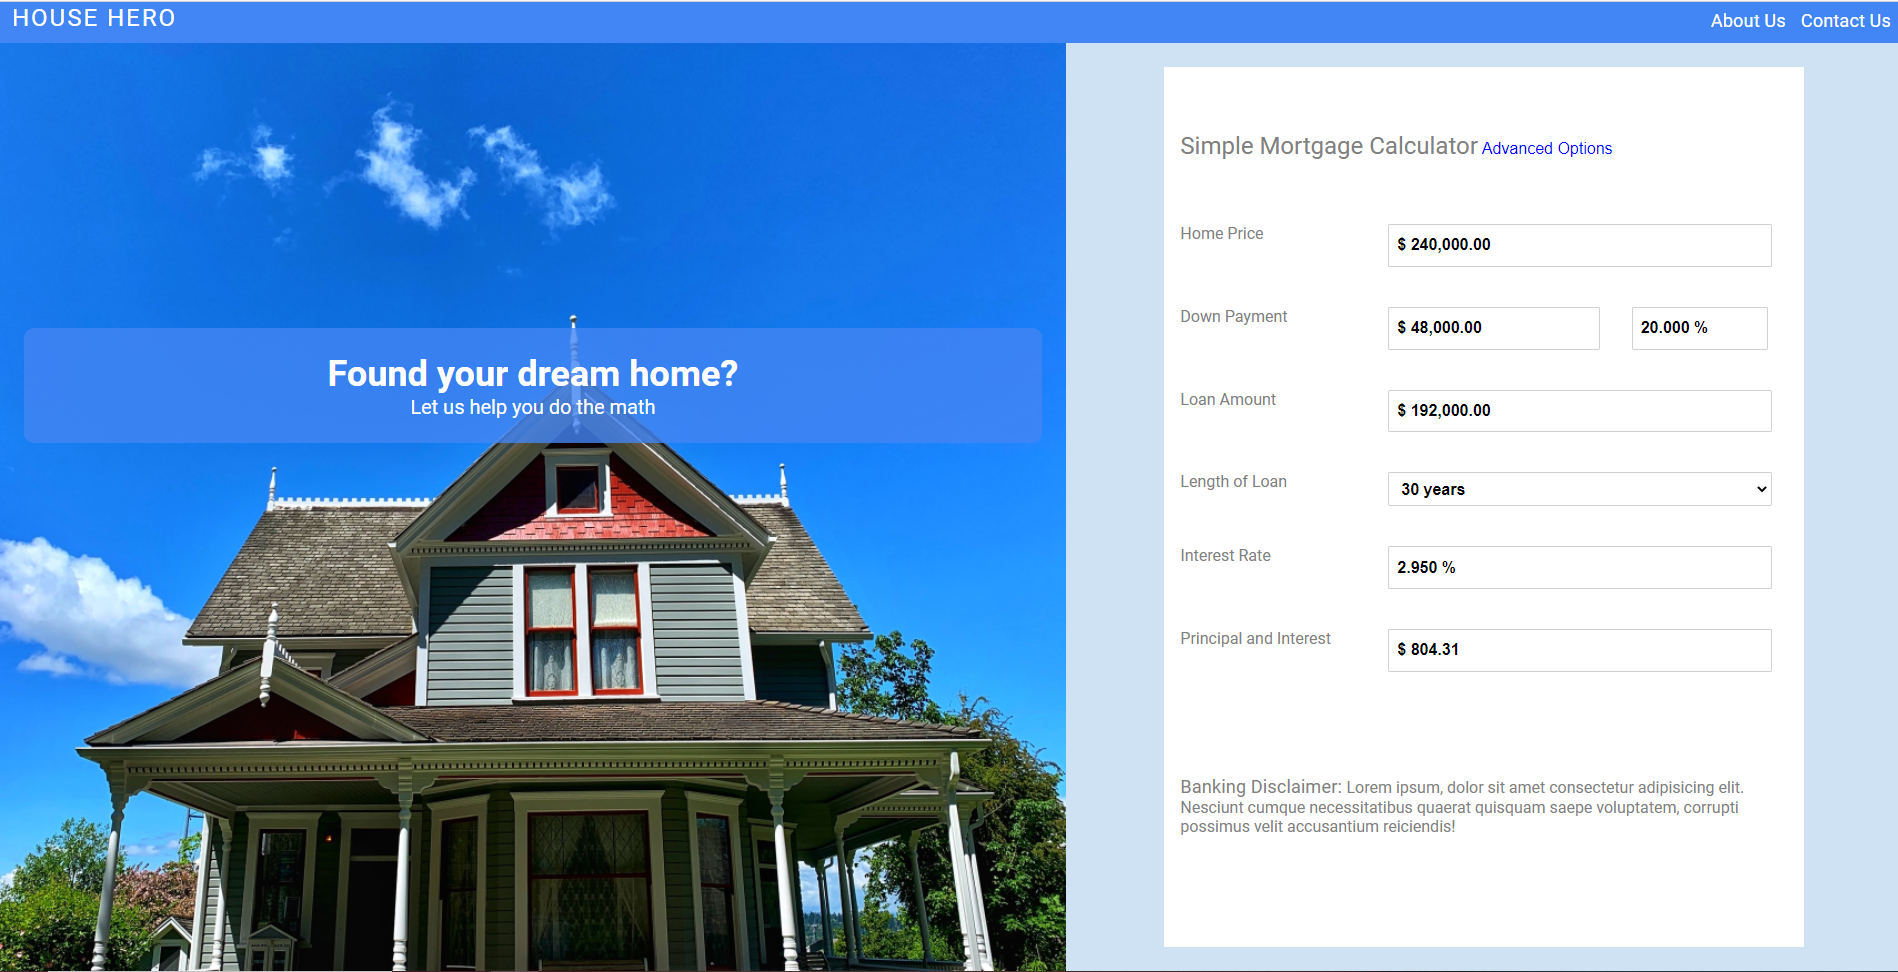 HOUSE HERO
About Us Contact Us
Found your dream home?
Let us help you do the math
Simple Mortgage Calculator Advanced Options
Home Price $ 240,000.00
Down Payment $ 48,000.00 20.000 %
Loan Amount $ 192,000.00
Length of Loan 30 years
Interest Rate 2.950 %
Principal and Interest $ 804.31
Banking Disclaimer: Lorem ipsum, dolor sit amet consectetur adipisicing elit.
Nesciunt cumque necessitatibus quaerat quisquam saepe voluptatem, corrupti
possimus velit accusantium reiciendis!